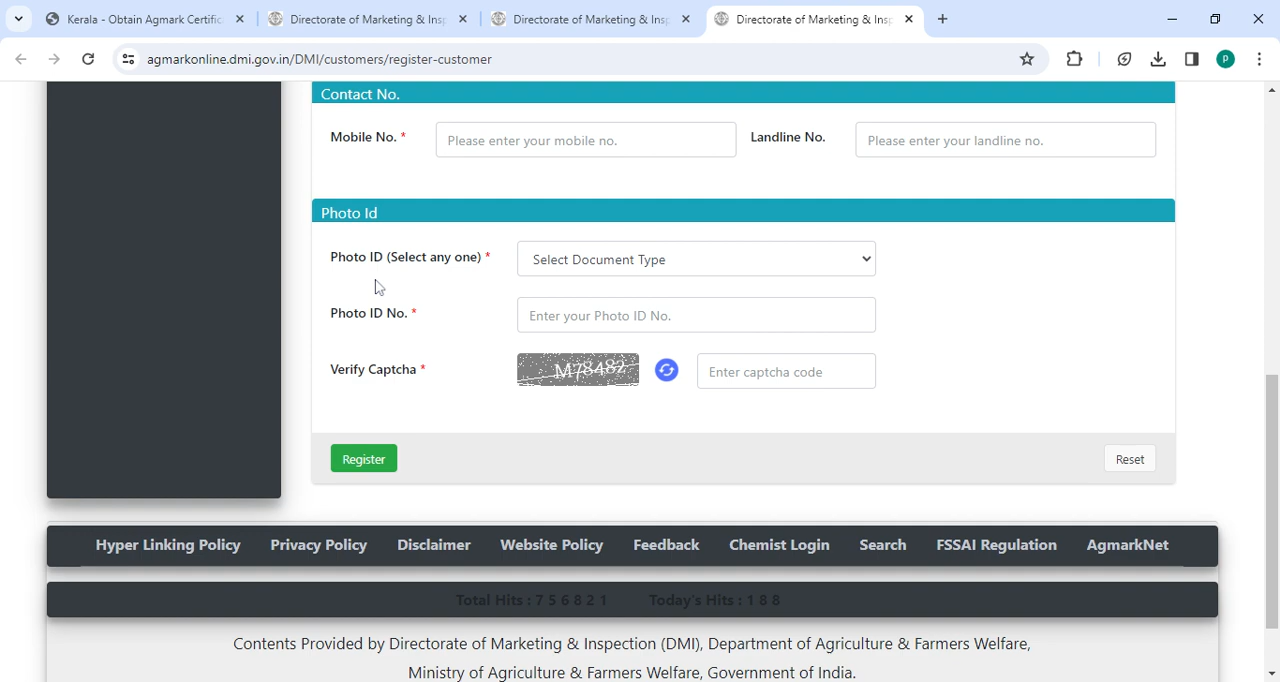 Kerala - Obtain Agmark Certific
Directorate of Marketing & Insp
Directorate of Marketing & Insp
Directorate of Marketing & Insp
agmarkonline.dmi.gov.in/DMI/customers/register-customer
P
Contact No.
Mobile No. *
Please enter your mobile no.
Landline No.
Please enter your landline no.
Photo Id
Photo ID (Select any one) *
Select Document Type
Photo ID No. *
Enter your Photo ID No.
Verify Captcha *
M78482
Enter captcha code
Register
Reset
Hyper Linking Policy Privacy Policy Disclaimer Website Policy Feedback Chemist Login Search FSSAI Regulation AgmarkNet
Total Hits : 7 5 6 8 2 1 Today's Hits : 1 8 8
Contents Provided by Directorate of Marketing & Inspection (DMI), Department of Agriculture & Farmers Welfare,
Ministry of Agriculture & Farmers Welfare, Government of India.